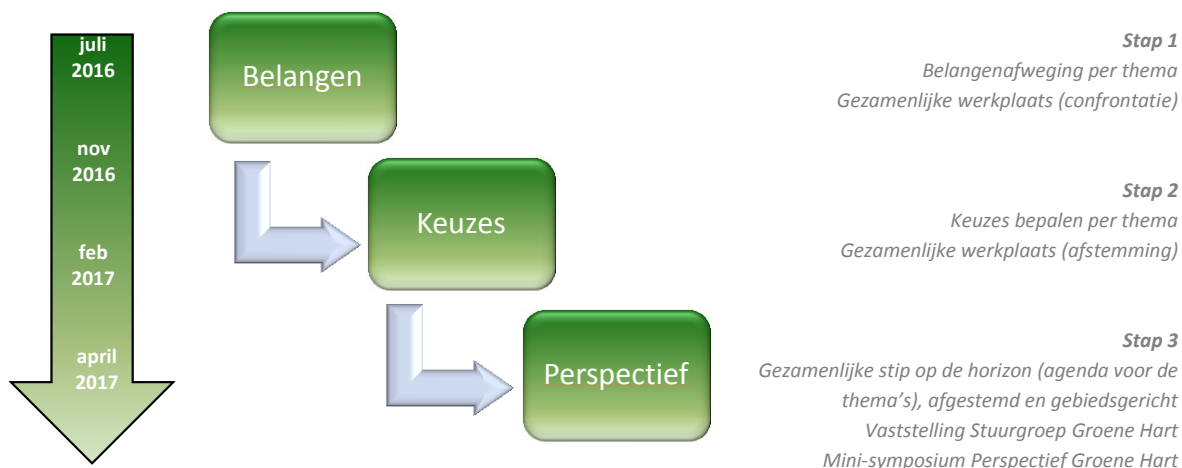 juli
2016
nov
2016
feb
2017
april
2017
Belangen
Keuzes
Perspectief
Stap 1
Belangenafweging per thema
Gezamenlijke werkplaats (confrontatie)
Stap 2
Keuzes bepalen per thema
Gezamenlijke werkplaats (afstemming)
Stap 3
Gezamenlijke stip op de horizon (agenda voor de
thema’s), afgestemd en gebiedsgericht
Vaststelling Stuurgroep Groene Hart
Mini-symposium Perspectief Groene Hart